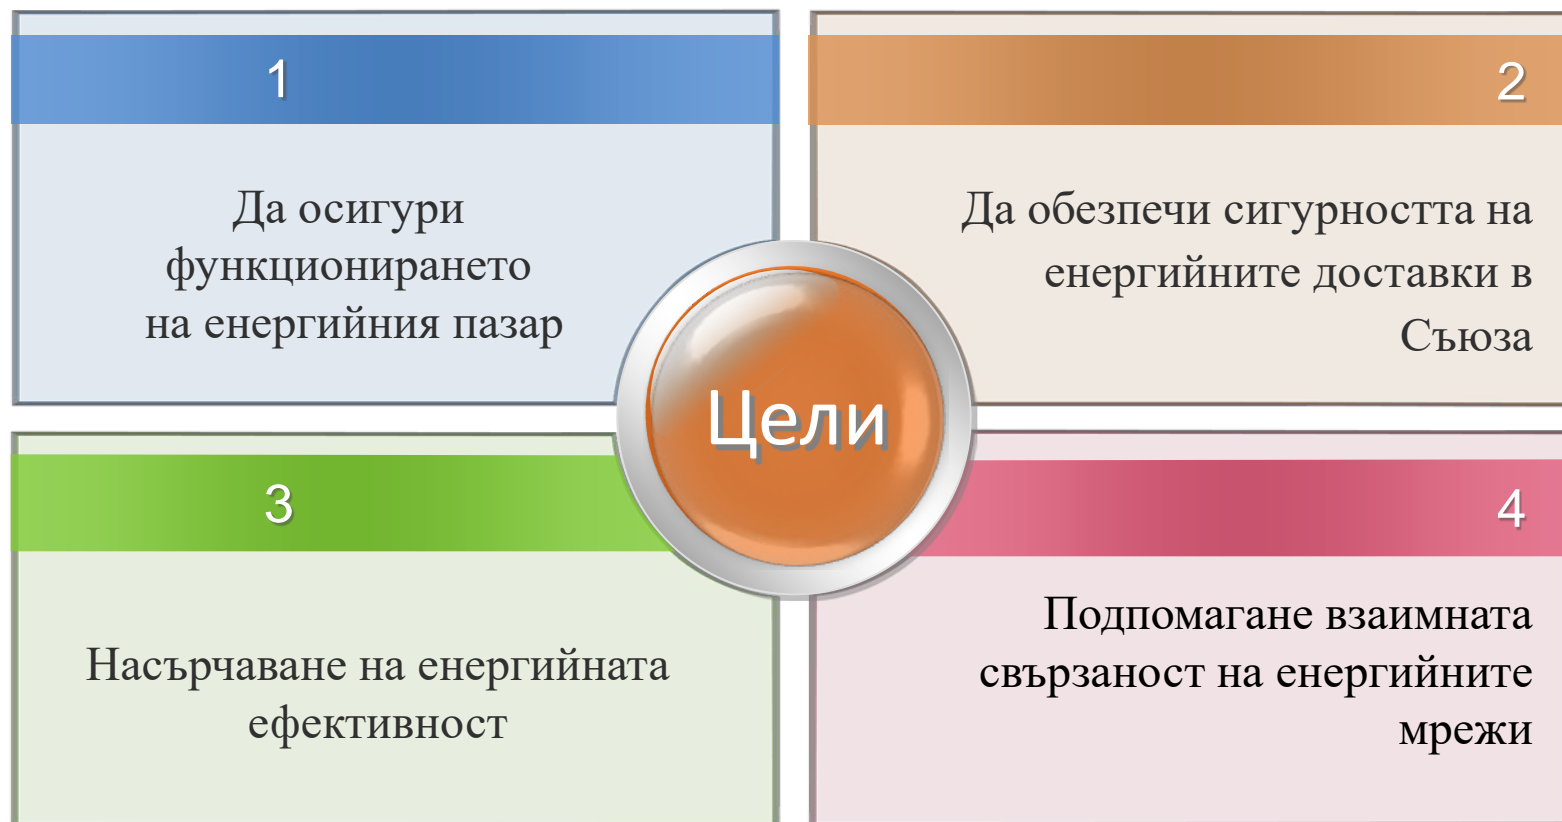 1
Да осигури
функционирането
на енергийния пазар
2
Да обезпечи сигурността на
енергийните доставки в
Съюза
Цели
3
Насърчаване на енергийната
ефективност
4
Подпомагане взаимната
свързаност на енергийните
мрежи